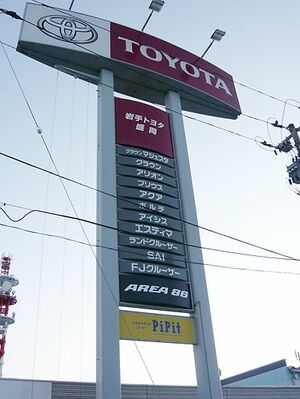 TOYOTA
岩手トヨタ
盛岡
クラウンマジェスタ
クラウン
アリオン
プリウス
アクア
ポルテ
アイシス
エスティマ
ランドクルーザー
SAI
FJクルーザー
AREA 86
PiPit